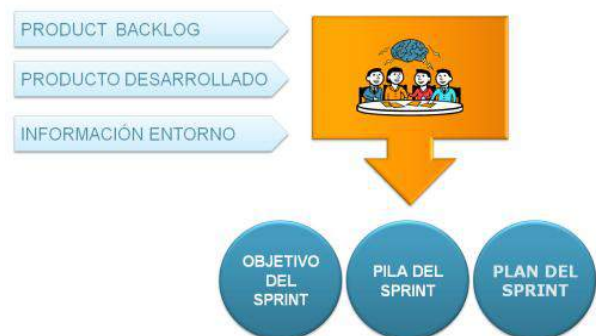 PRODUCT BACKLOG
PRODUCTO DESARROLLADO
INFORMACIÓN ENTORNO
OBJETIVO
DEL
SPRINT
PILA DEL
SPRINT
PLAN DEL
SPRINT